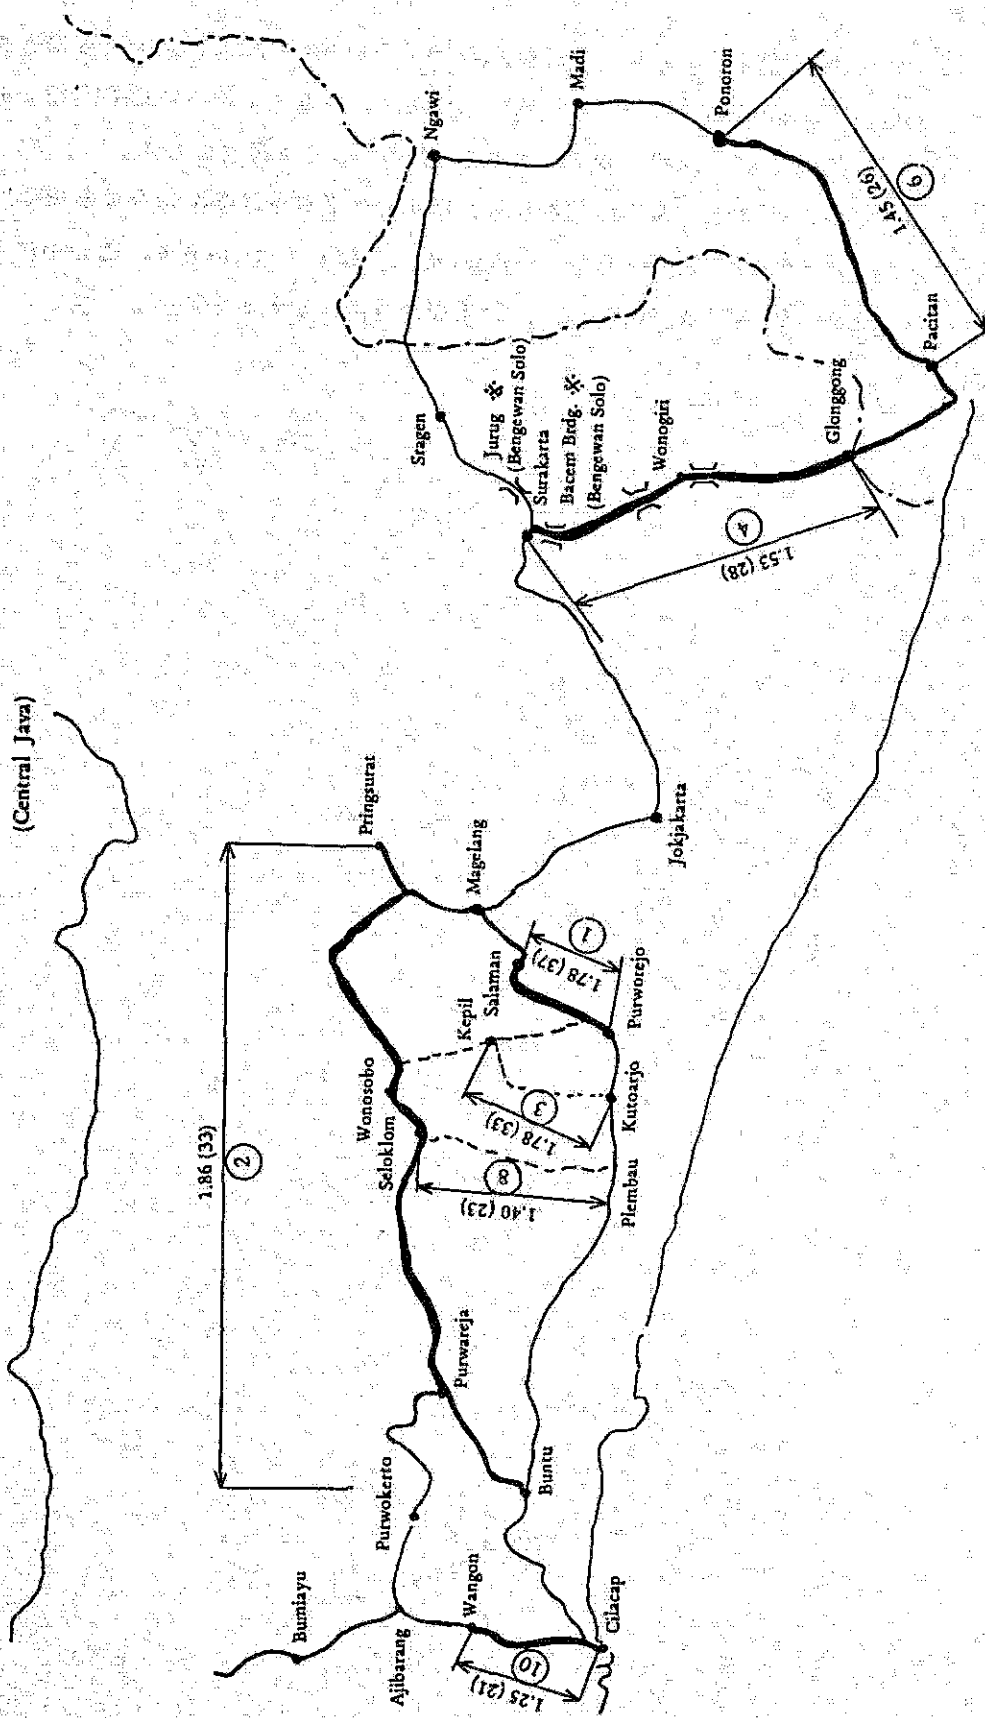 (Central Java)
1.86 (33)
2
Bumiayu
Ajibarang
Purwokerto
Wangon
10
1.25 (21)
Cilacap
Buntu
Purwareja
Seloklom
Wonosobo
8
1.40 (23)
Plembau
Kepil
3
1.78 (33)
Kutoarjo
Pringsurat
Magelang
Salaman
1
1.78 (37)
Purworejo
Jokjakarta
Sragen
Jurug ※
(Bengewan Solo)
Surakarta
Bacem Brdg. ※
(Bengewan Solo)
Wonogiri
4
1.53 (28)
Glonggong
Pacitan
Ngawi
Madi
Ponoron
1.45 (26)